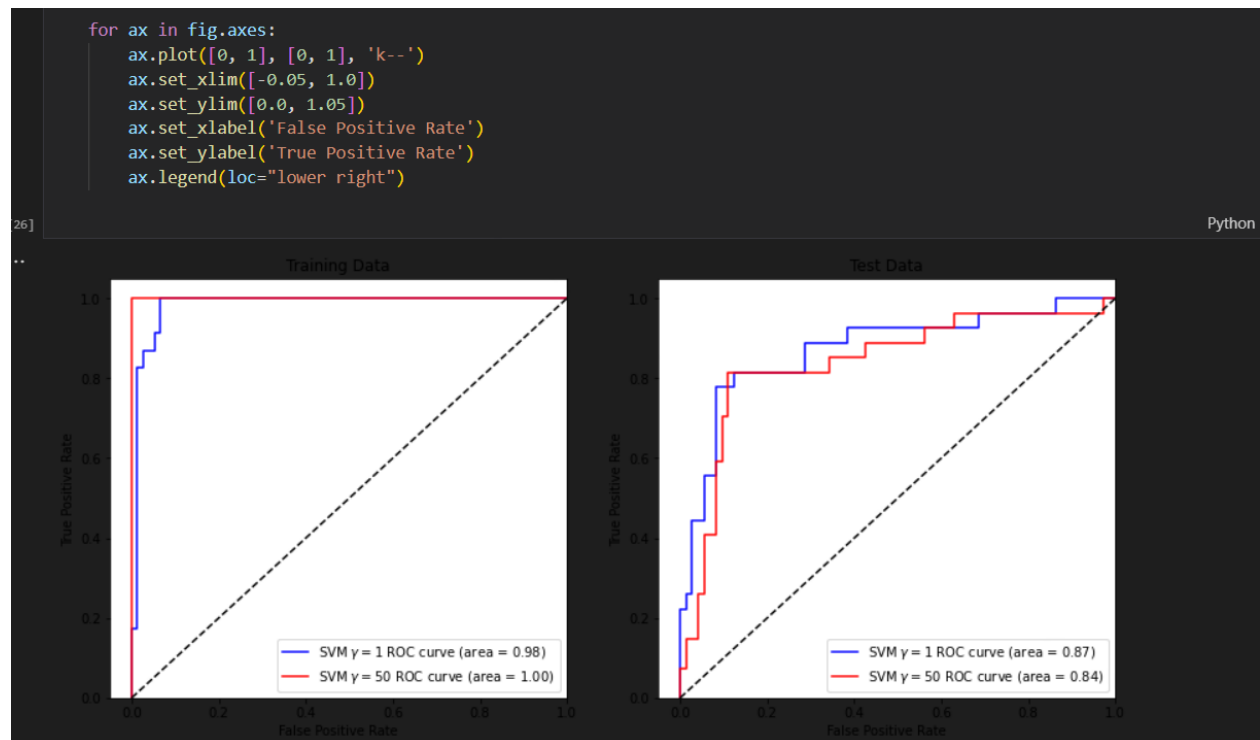 for ax in fig.axes:
ax.plot([0, 1], [0, 1], 'k--')
ax.set_xlim([-0.05, 1.0])
ax.set_ylim([0.0, 1.05])
ax.set_xlabel('False Positive Rate')
ax.set_ylabel('True Positive Rate')
ax.legend(loc="lower right")
26]
Python
..
Training Data
1.0
0.8
0.6
0.4
0.2
0.0
True Positive Rate
SVM γ = 1 ROC curve (area = 0.98)
SVM γ = 50 ROC curve (area = 1.00)
0.0 0.2 0.4 0.6 0.8 1.0
False Positive Rate
Test Data
1.0
0.8
0.6
0.4
0.2
0.0
True Positive Rate
SVM γ = 1 ROC curve (area = 0.87)
SVM γ = 50 ROC curve (area = 0.84)
0.0 0.2 0.4 0.6 0.8 1.0
False Positive Rate